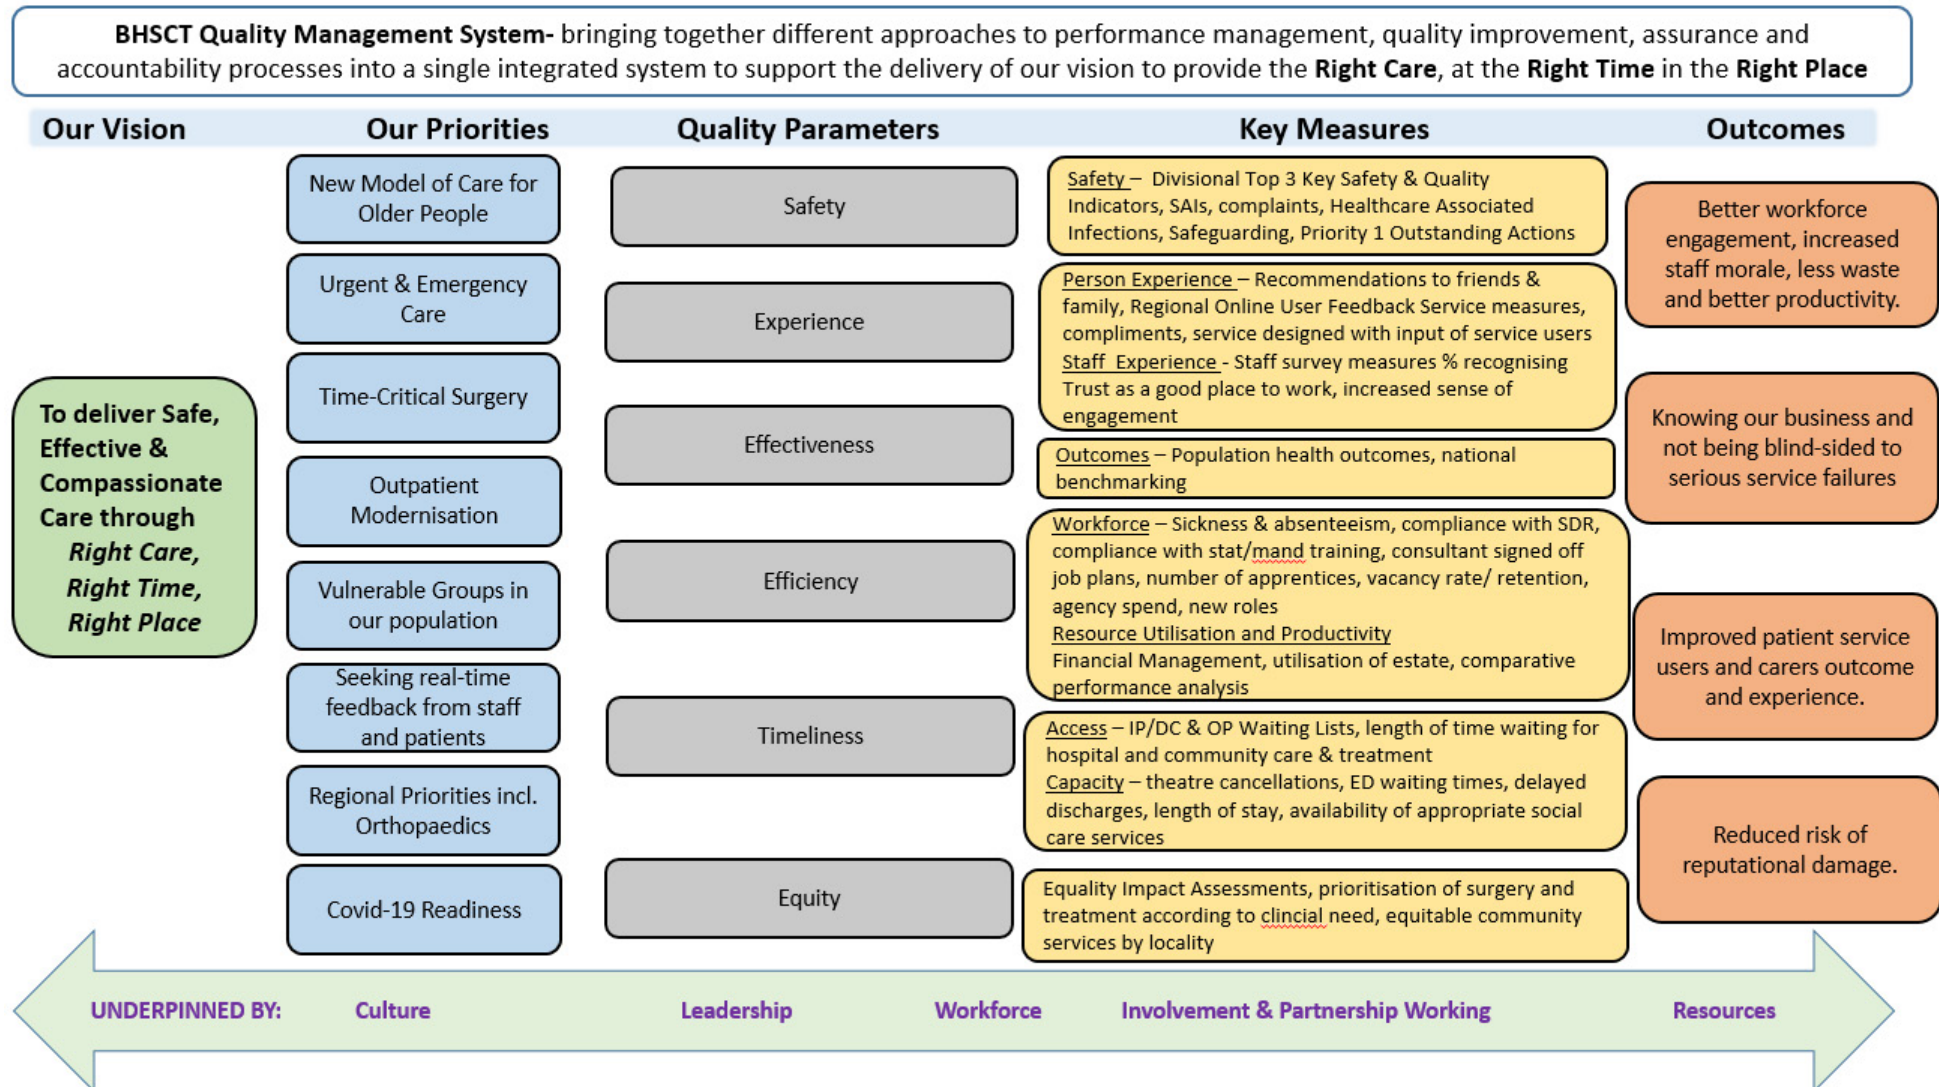 BHSCT Quality Management System- bringing together different approaches to performance management, quality improvement, assurance and
accountability processes into a single integrated system to support the delivery of our vision to provide the Right Care, at the Right Time in the Right Place
Our Vision
Our Priorities
Quality Parameters
Key Measures
Outcomes
To deliver Safe,
Effective &
Compassionate
Care through
Right Care,
Right Time,
Right Place
New Model of Care for
Older People
Urgent & Emergency
Care
Time-Critical Surgery
Outpatient
Modernisation
Vulnerable Groups in
our population
Seeking real-time
feedback from staff
and patients
Regional Priorities incl.
Orthopaedics
Covid-19 Readiness
Safety
Experience
Effectiveness
Efficiency
Timeliness
Equity
Safety – Divisional Top 3 Key Safety & Quality
Indicators, SAIs, complaints, Healthcare Associated
Infections, Safeguarding, Priority 1 Outstanding Actions
Person Experience – Recommendations to friends &
family, Regional Online User Feedback Service measures,
compliments, service designed with input of service users
Staff Experience - Staff survey measures % recognising
Trust as a good place to work, increased sense of
engagement
Outcomes – Population health outcomes, national
benchmarking
Workforce – Sickness & absenteeism, compliance with SDR,
compliance with stat/mand training, consultant signed off
job plans, number of apprentices, vacancy rate/ retention,
agency spend, new roles
Resource Utilisation and Productivity
Financial Management, utilisation of estate, comparative
performance analysis
Access – IP/DC & OP Waiting Lists, length of time waiting for
hospital and community care & treatment
Capacity – theatre cancellations, ED waiting times, delayed
discharges, length of stay, availability of appropriate social
care services
Equality Impact Assessments, prioritisation of surgery and
treatment according to clincial need, equitable community
services by locality
Better workforce
engagement, increased
staff morale, less waste
and better productivity.
Knowing our business and
not being blind-sided to
serious service failures
Improved patient service
users and carers outcome
and experience.
Reduced risk of
reputational damage.
UNDERPINNED BY:
Culture
Leadership
Workforce
Involvement & Partnership Working
Resources